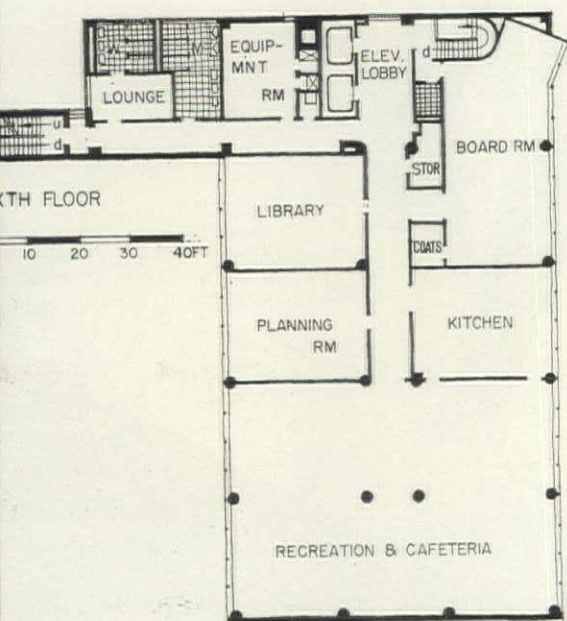 W
M
EQUIP-
MNT
RM
ELEV.
LOBBY
d
LOUNGE
u
d
BOARD RM
STOR
XTH FLOOR
LIBRARY
10 20 30 40FT
COATS
PLANNING
RM
KITCHEN
RECREATION & CAFETERIA